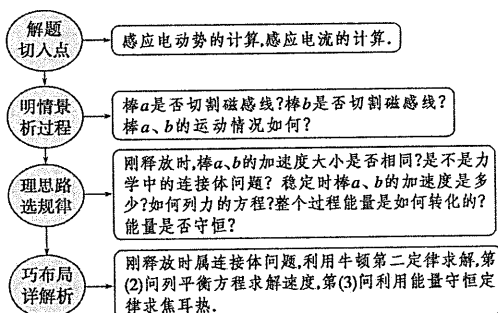 解题
切入点
感应电动势的计算,感应电流的计算.
明情景
析过程
棒a是否切割磁感线?棒b是否切割磁感线?
棒a、b的运动情况如何?
理思路
选规律
刚释放时,棒a、b的加速度大小是否相同?是不是力
学中的连接体问题? 稳定时棒a、b的加速度是多
少?如何列力的方程?整个过程能量是如何转化的?
能量是否守恒?
巧布局
详解析
刚释放时属连接体问题,利用牛顿第二定律求解,第
(2)问列平衡方程求解速度,第(3)问利用能量守恒定
律求焦耳热.